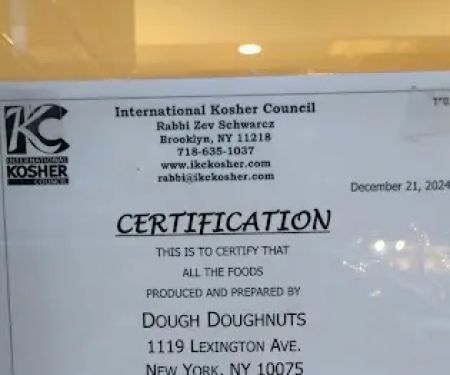 IKC
INTERNATIONAL
KOSHER
COUNCIL
International Kosher Council
Rabbi Zev Schwarcz
Brooklyn, NY 11218
718-635-1037
www.ikckosher.com
rabbi@ikckosher.com
December 21, 2024
CERTIFICATION
THIS IS TO CERTIFY THAT
ALL THE FOODS
PRODUCED AND PREPARED BY
DOUGH DOUGHNUTS
1119 LEXINGTON AVE.
NEW YORK, NY 10075